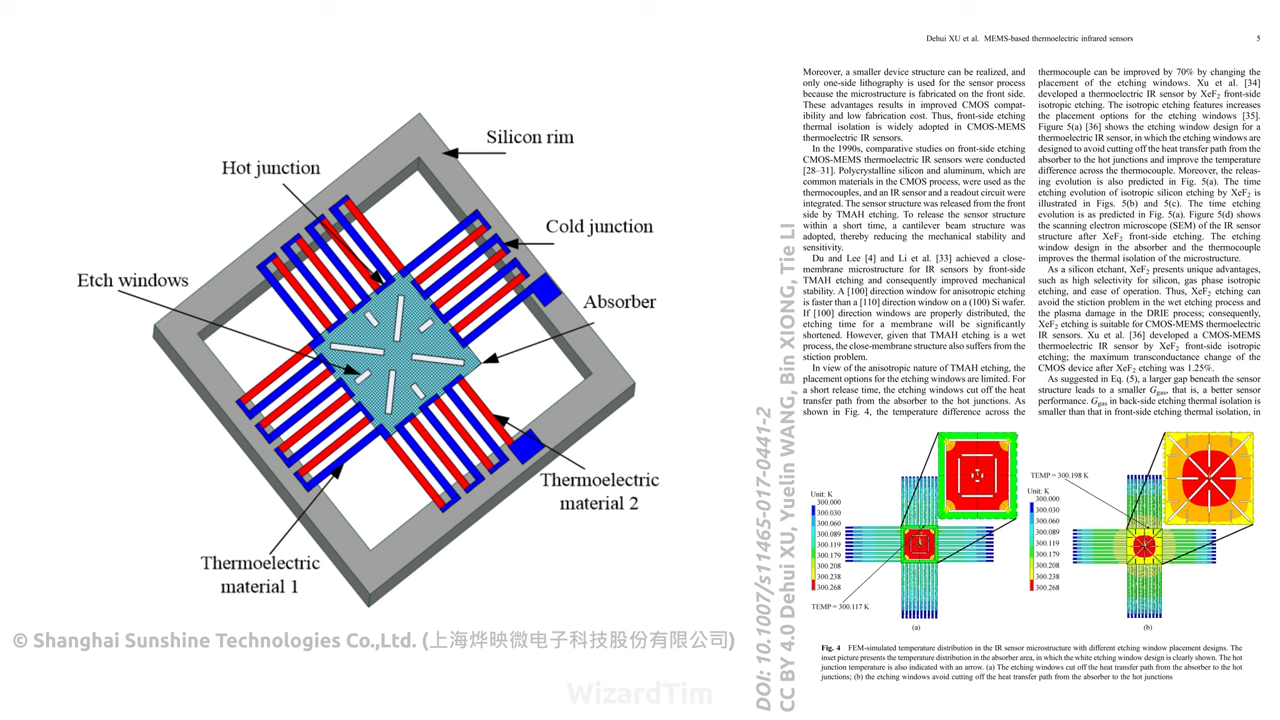 Silicon rim
Hot junction
Cold junction
Etch windows
Absorber
Thermoelectric
material 2
Thermoelectric
material 1
© Shanghai Sunshine Technologies Co.,Ltd. (上海烨映微电子科技股份有限公司)
WizardTim
DOI: 10.1007/s11465-017-0441-2
CC BY 4.0 Dehui XU, Yuelin WANG, Bin XIONG, Tie LI
Dehui XU et al. MEMS-based thermoelectric infrared sensors
5
Moreover, a smaller device structure can be realized, and
only one-side lithography is used for the sensor process
because the microstructure is fabricated on the front side.
These advantages results in improved CMOS compat-
ibility and low fabrication cost. Thus, front-side etching
thermal isolation is widely adopted in CMOS-MEMS
thermoelectric IR sensors.
In the 1990s, comparative studies on front-side etching
CMOS-MEMS thermoelectric IR sensors were conducted
[28–31]. Polycrystalline silicon and aluminum, which are
common materials in the CMOS process, were used as the
thermocouples, and an IR sensor and a readout circuit were
integrated. The sensor structure was released from the front
side by TMAH etching. To release the sensor structure
within a short time, a cantilever beam structure was
adopted, thereby reducing the mechanical stability and
sensitivity.
Du and Lee [4] and Li et al. [33] achieved a close-
membrane microstructure for IR sensors by front-side
TMAH etching and consequently improved mechanical
stability. A [100] direction window for anisotropic etching
is faster than a [110] direction window on a (100) Si wafer.
If [100] direction windows are properly distributed, the
etching time for a membrane will be significantly
shortened. However, given that TMAH etching is a wet
process, the close-membrane structure also suffers from the
stiction problem.
In view of the anisotropic nature of TMAH etching, the
placement options for the etching windows are limited. For
a short release time, the etching windows cut off the heat
transfer path from the absorber to the hot junctions. As
shown in Fig. 4, the temperature difference across the
thermocouple can be improved by 70% by changing the
placement of the etching windows. Xu et al. [34]
developed a thermoelectric IR sensor by XeF₂ front-side
isotropic etching. The isotropic etching features increases
the placement options for the etching windows [35].
Figure 5(a) [36] shows the etching window design for a
thermoelectric IR sensor, in which the etching windows are
designed to avoid cutting off the heat transfer path from the
absorber to the hot junctions and improve the temperature
difference across the thermocouple. Moreover, the releas-
ing evolution is also predicted in Fig. 5(a). The time
etching evolution of isotropic silicon etching by XeF₂ is
illustrated in Figs. 5(b) and 5(c). The time etching
evolution is as predicted in Fig. 5(a). Figure 5(d) shows
the scanning electron microscope (SEM) of the IR sensor
structure after XeF₂ front-side etching. The etching
window design in the absorber and the thermocouple
improves the thermal isolation of the microstructure.
As a silicon etchant, XeF₂ presents unique advantages,
such as high selectivity for silicon, gas phase isotropic
etching, and ease of operation. Thus, XeF₂ etching can
avoid the stiction problem in the wet etching process and
the plasma damage in the DRIE process; consequently,
XeF₂ etching is suitable for CMOS-MEMS thermoelectric
IR sensors. Xu et al. [36] developed a CMOS-MEMS
thermoelectric IR sensor by XeF₂ front-side isotropic
etching; the maximum transconductance change of the
CMOS device after XeF₂ etching was 1.25%.
As suggested in Eq. (5), a larger gap beneath the sensor
structure leads to a smaller Ggas, that is, a better sensor
performance. Ggas in back-side etching thermal isolation is
smaller than that in front-side etching thermal isolation, in
Unit: K
300.000
300.030
300.060
300.089
300.119
300.179
300.208
300.238
300.268
TEMP = 300.117 K
(a)
TEMP = 300.198 K
Unit: K
300.000
300.030
300.060
300.089
300.119
300.179
300.208
300.238
300.268
(b)
Fig. 4 FEM-simulated temperature distribution in the IR sensor microstructure with different etching window placement designs. The
inset picture presents the temperature distribution in the absorber area, in which the white etching window design is clearly shown. The hot
junction temperature is also indicated with an arrow. (a) The etching windows cut off the heat transfer path from the absorber to the hot
junctions; (b) the etching windows avoid cutting off the heat transfer path from the absorber to the hot junctions